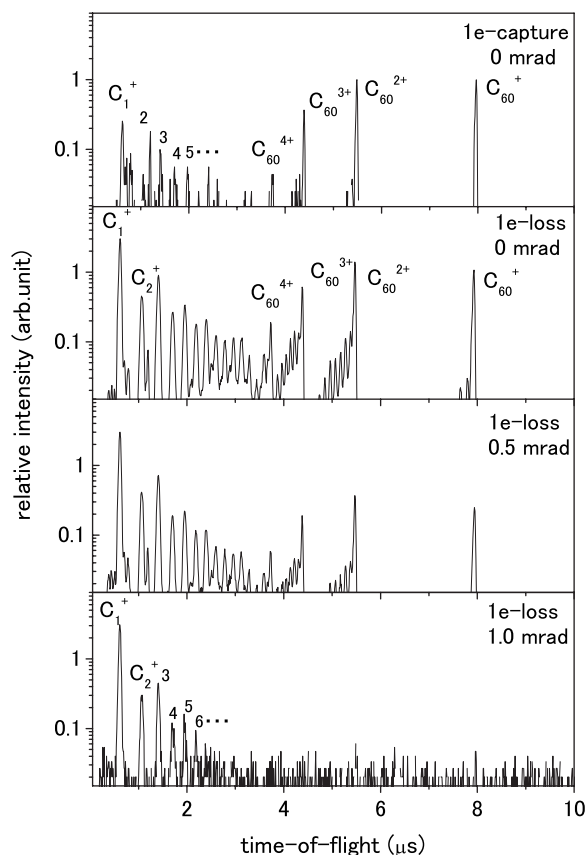 1e-capture
0 mrad
C₁⁺
2
3
4
5
...
C₆₀⁴⁺
C₆₀³⁺
C₆₀²⁺
C₆₀⁺
1
0.1
C₁⁺
1e-loss
0 mrad
C₂⁺
C₆₀⁴⁺
C₆₀³⁺
C₆₀²⁺
C₆₀⁺
1
0.1
1e-loss
0.5 mrad
1
0.1
C₁⁺
1e-loss
1.0 mrad
C₂⁺
3
4
5
6
...
1
0.1
relative intensity (arb.unit)
2
4
6
8
10
time-of-flight (μs)